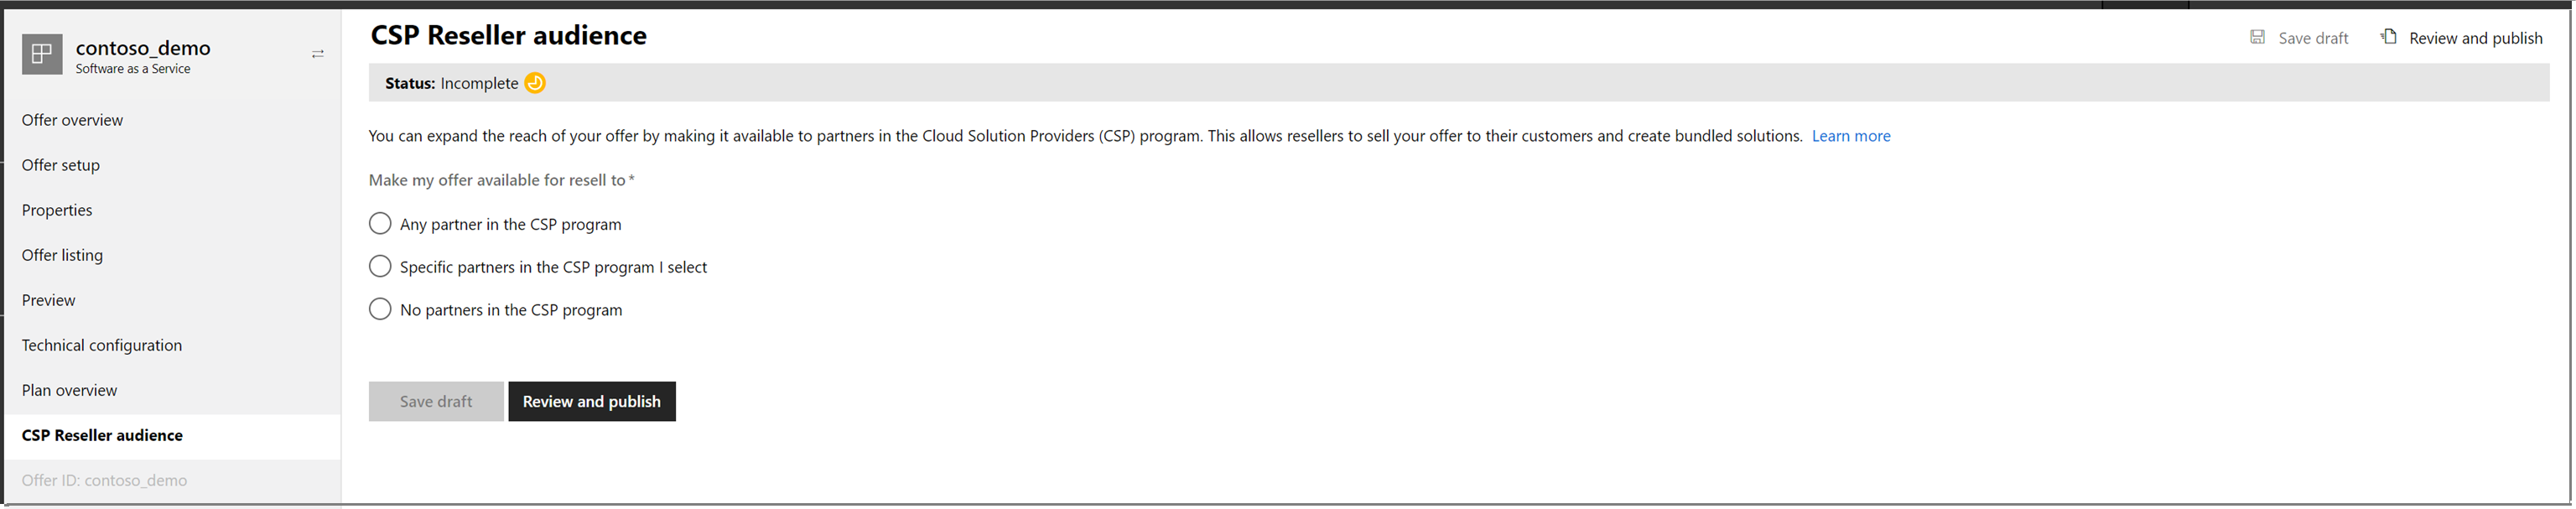 contoso_demo
Software as a Service
Offer overview
Offer setup
Properties
Offer listing
Preview
Technical configuration
Plan overview
CSP Reseller audience
Offer ID: contoso_demo
CSP Reseller audience
Save draft
Review and publish
Status: Incomplete
You can expand the reach of your offer by making it available to partners in the Cloud Solution Providers (CSP) program. This allows resellers to sell your offer to their customers and create bundled solutions. Learn more
Make my offer available for resell to *
Any partner in the CSP program
Specific partners in the CSP program I select
No partners in the CSP program
Save draft
Review and publish